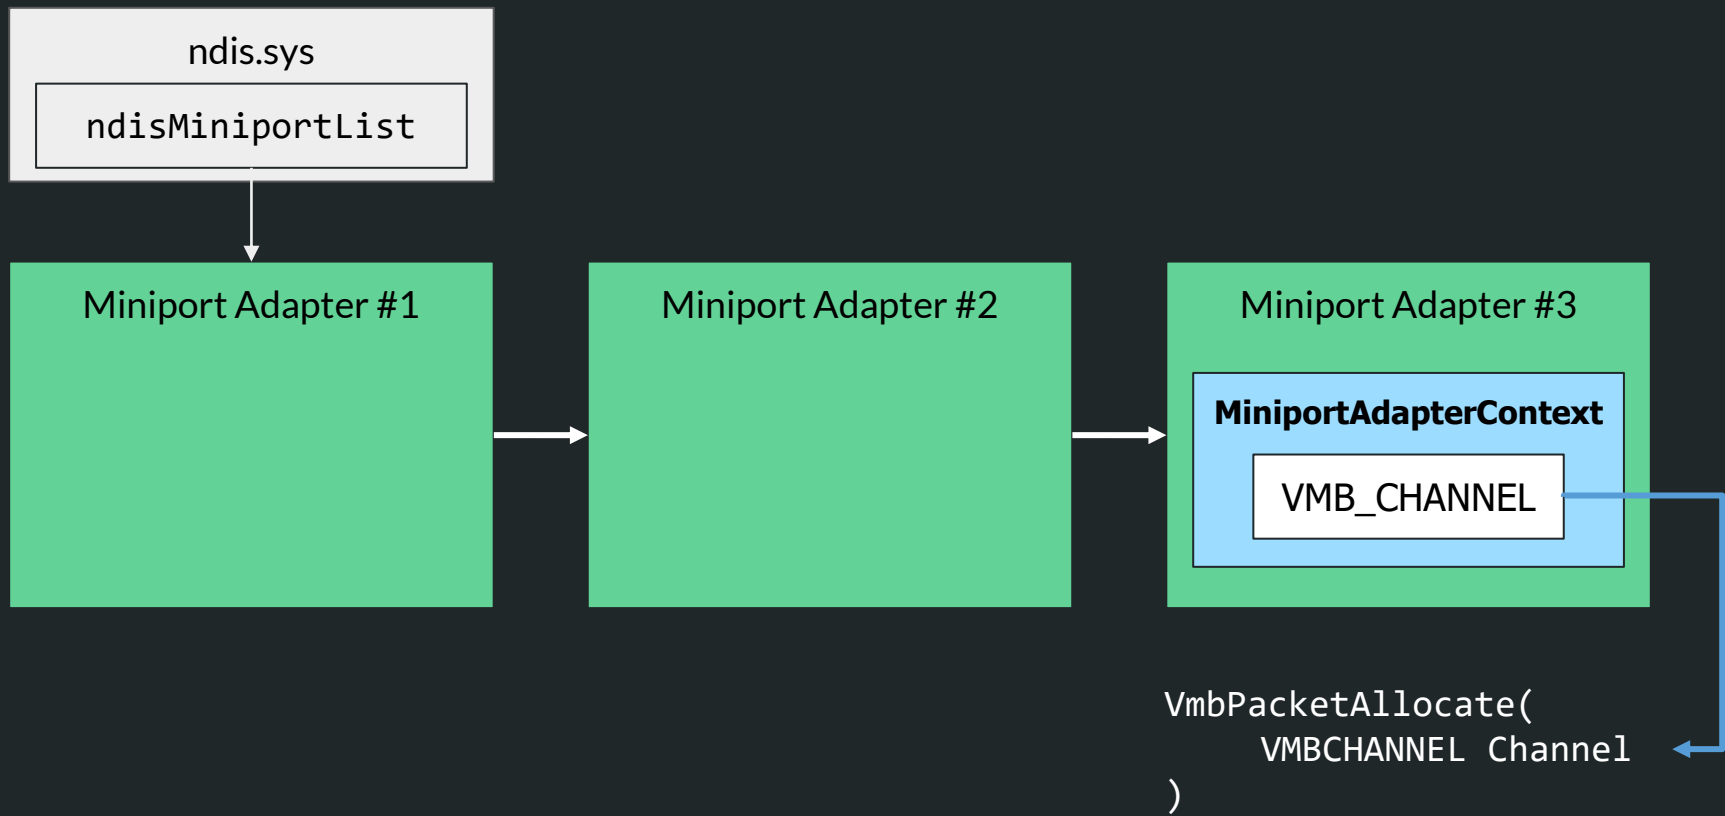 ndis.sys
ndisMiniportList
Miniport Adapter #1
Miniport Adapter #2
Miniport Adapter #3
MiniportAdapterContext
VMB_CHANNEL
VmbPacketAllocate(
VMBCHANNEL Channel
)